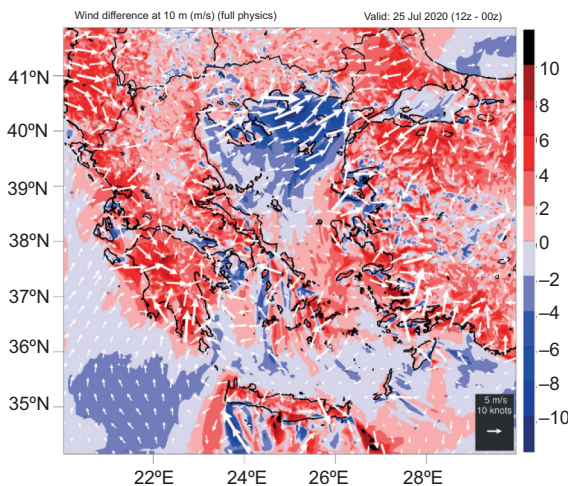 Wind difference at 10 m (m/s) (full physics) Valid: 25 Jul 2020 (12z - 00z)
41ºN
40ºN
39ºN
38ºN
37ºN
36ºN
35ºN
22ºE 24ºE 26ºE 28ºE
10
8
6
4
2
0
–2
–4
–6
–8
–10
5 m/s
10 knots